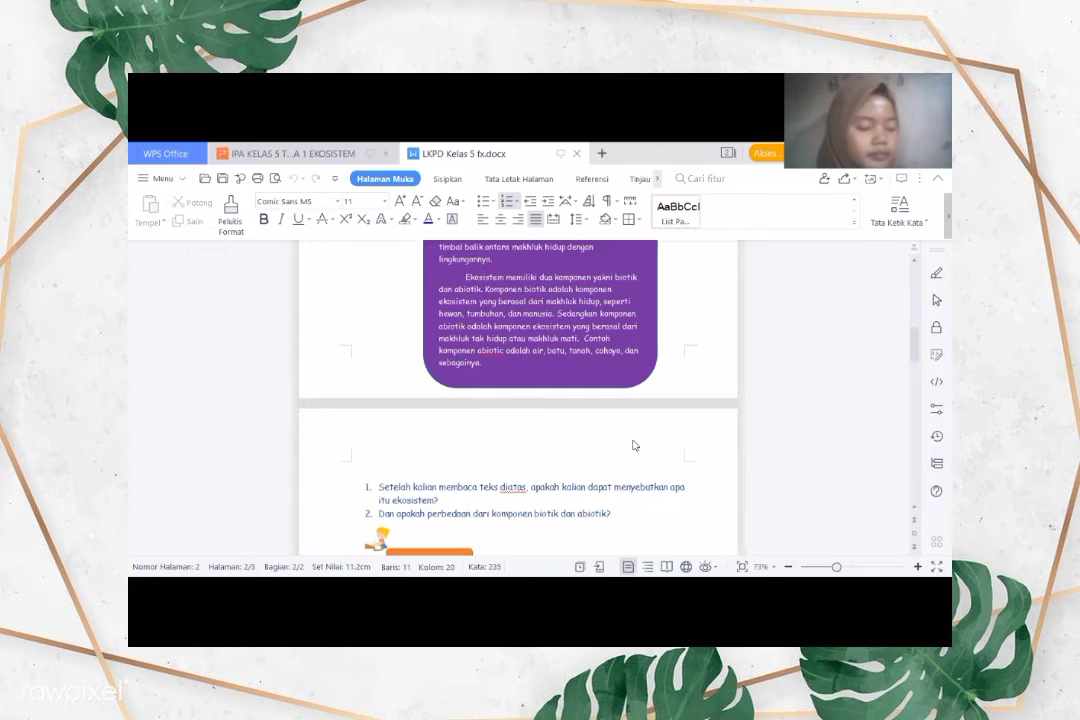 WPS Office
IPA KELAS 5 T...A 1 EKOSISTEM
LKPD Kelas 5 fx.docx
2
Akses
Menu
Halaman Muka
Sisipkan
Tata Letak Halaman
Referensi
Tinjau
Cari fitur
Tempel
Potong
Salin
Pelukis Format
Comic Sans MS
11
AaBbCcI
List Pa...
Tata Ketik Kata
timbal balik antara makhluk hidup dengan
lingkungannya.
Ekosistem memiliki dua komponen yakni biotik
dan abiotik. Komponen biotik adalah komponen
ekosistem yang berasal dari makhluk hidup, seperti
hewan, tumbuhan, dan manusia. Sedangkan komponen
abiotik adalah komponen ekosistem yang berasal dari
makhluk tak hidup atau makhluk mati. Contoh
komponen abiotic adalah air, batu, tanah, cahaya, dan
sebagainya.
1. Setelah kalian membaca teks diatas, apakah kalian dapat menyebutkan apa
itu ekosistem?
2. Dan apakah perbedaan dari komponen biotik dan abiotik?
Nomor Halaman: 2 Halaman: 2/3 Bagian: 2/2 Set Nilai: 11.2cm Baris: 11 Kolom: 20 Kata: 235
73%
rawpixel